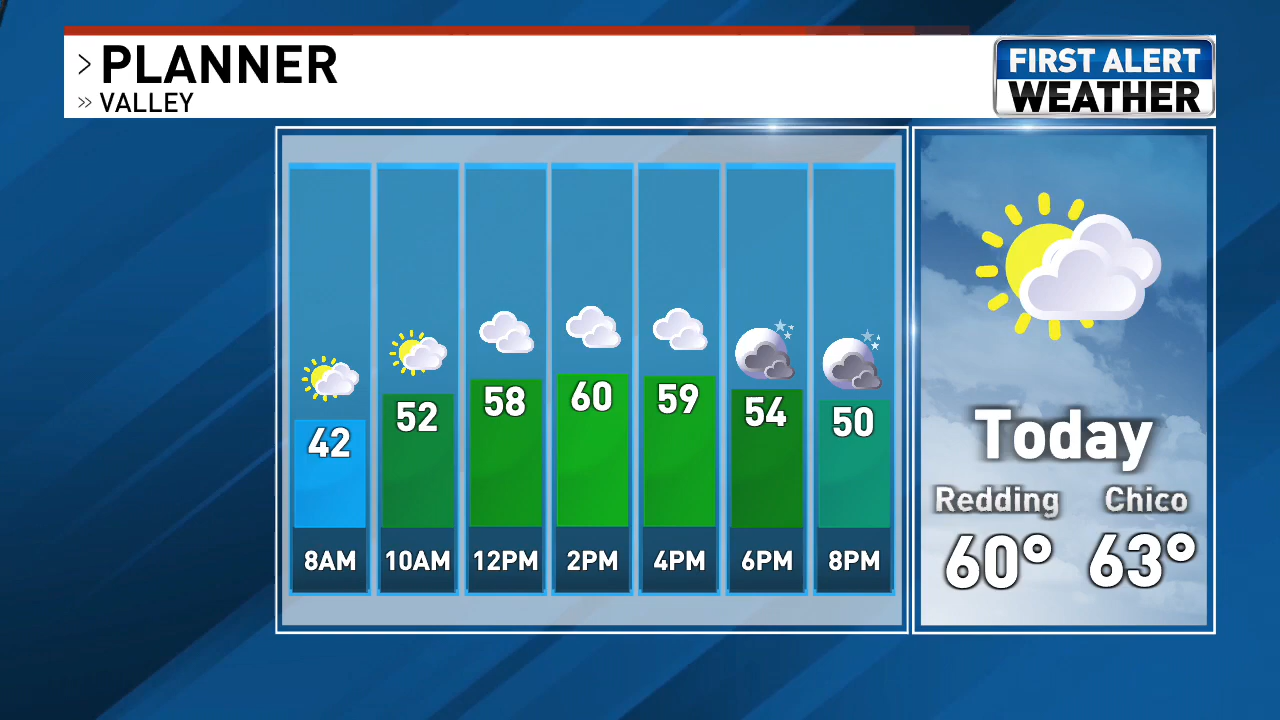 > PLANNER
» VALLEY
FIRST ALERT
WEATHER
42 52 58 60 59 54 50
8AM 10AM 12PM 2PM 4PM 6PM 8PM
Today
Redding Chico
60° 63°